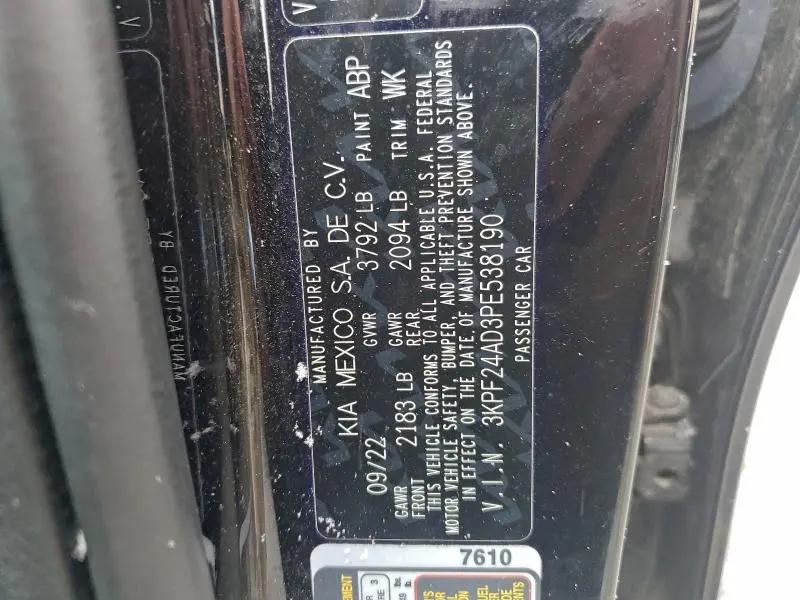 MANUFACTURED BY
KIA MEXICO S.A. DE C.V.
09/22 GVWR 3792 LB PAINT ABP
GAWR FRONT 2183 LB GAWR REAR 2094 LB TRIM WK
THIS VEHICLE CONFORMS TO ALL APPLICABLE U.S.A. FEDERAL
MOTOR VEHICLE SAFETY, BUMPER, AND THEFT PREVENTION STANDARDS
IN EFFECT ON THE DATE OF MANUFACTURE SHOWN ABOVE.
V.I.N. 3KPF24AD3PE538190
PASSENGER CAR
7610
MANUFACTURED BY